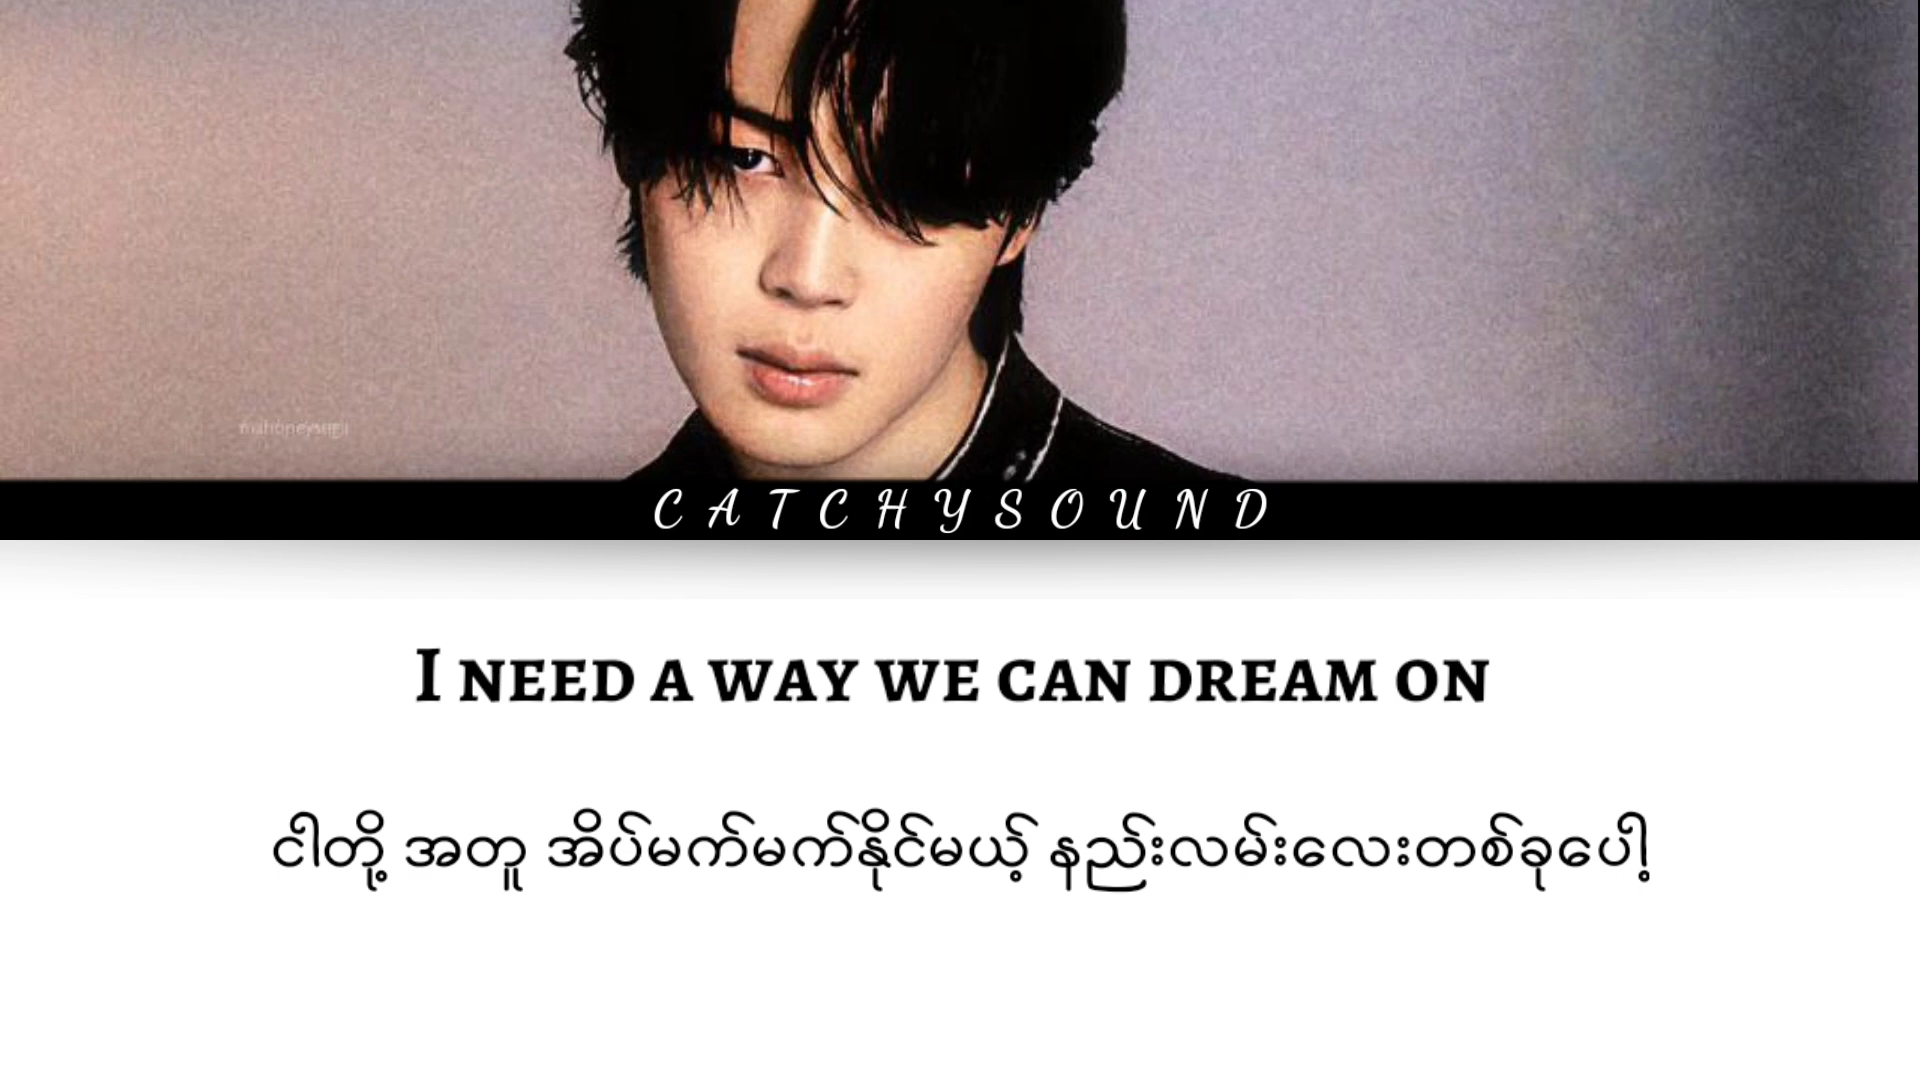 mahoneysngii
CATCHYSOUND
I NEED A WAY WE CAN DREAM ON
ငါတို့ အတူ အိပ်မက်မက်နိုင်မယ့် နည်းလမ်းလေးတစ်ခုပေါ့